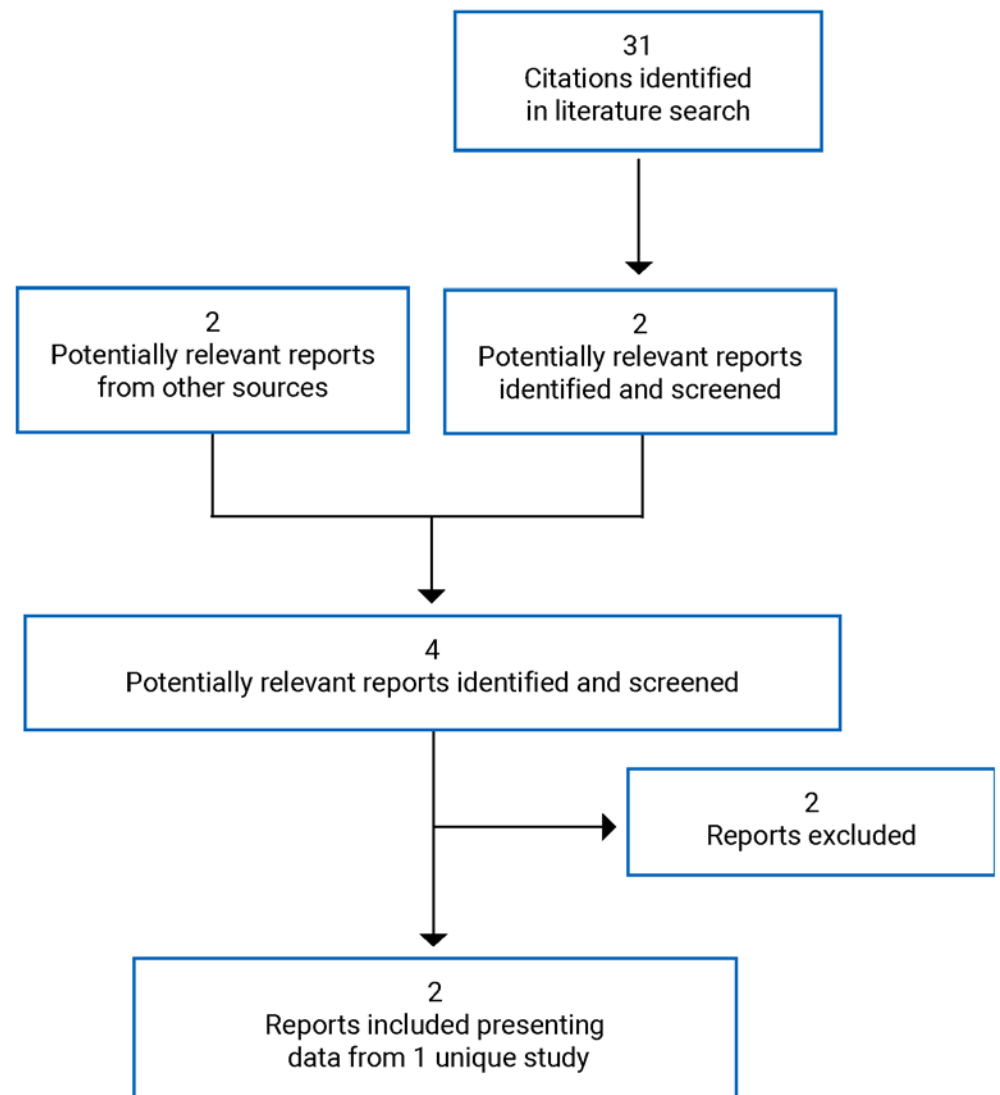 31
Citations identified
in literature search
2
Potentially relevant reports
from other sources
2
Potentially relevant reports
identified and screened
4
Potentially relevant reports identified and screened
2
Reports excluded
2
Reports included presenting
data from 1 unique study